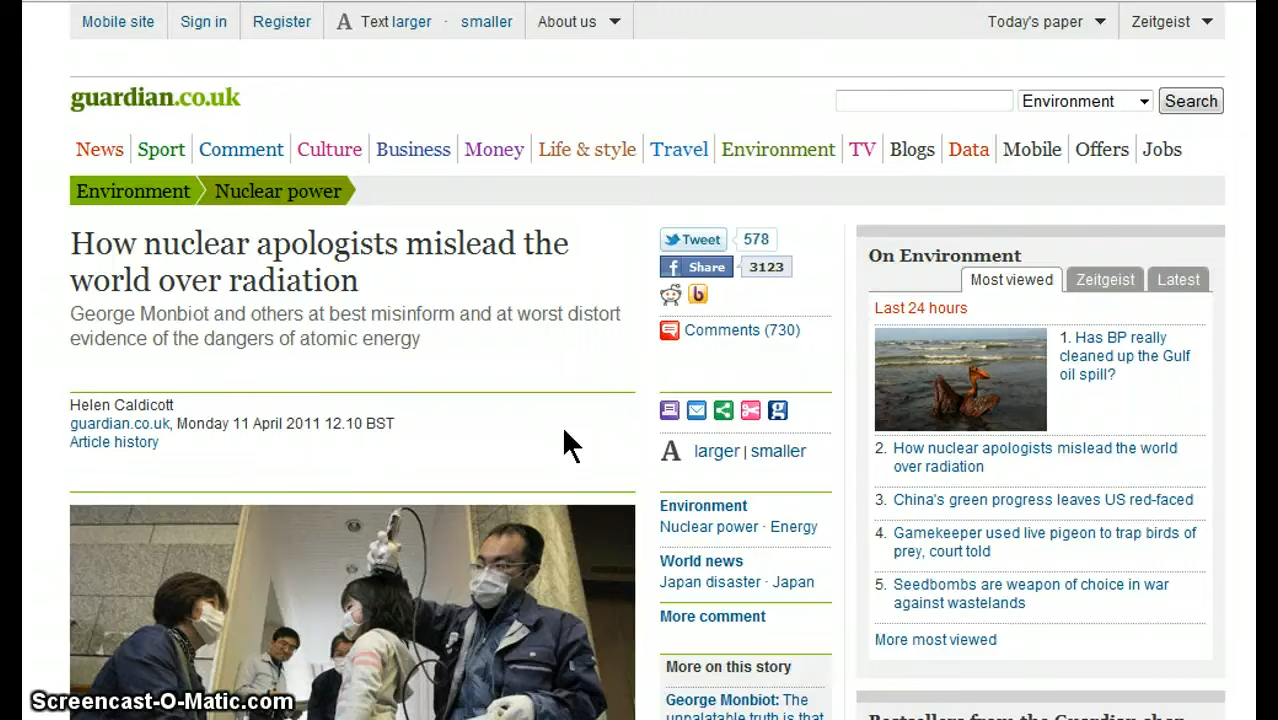 Mobile site Sign in Register A Text larger · smaller About us Today's paper Zeitgeist
guardian.co.uk
Environment Search
News Sport Comment Culture Business Money Life & style Travel Environment TV Blogs Data Mobile Offers Jobs
Environment Nuclear power
How nuclear apologists mislead the
world over radiation
George Monbiot and others at best misinform and at worst distort
evidence of the dangers of atomic energy
Helen Caldicott
guardian.co.uk, Monday 11 April 2011 12.10 BST
Article history
Tweet 578
f Share 3123
b
Comments (730)
g
A larger | smaller
Environment
Nuclear power · Energy
World news
Japan disaster · Japan
More comment
More on this story
George Monbiot: The
unpalatable truth is that
On Environment
Most viewed Zeitgeist Latest
Last 24 hours
1. Has BP really
cleaned up the Gulf
oil spill?
2. How nuclear apologists mislead the world
over radiation
3. China's green progress leaves US red-faced
4. Gamekeeper used live pigeon to trap birds of
prey, court told
5. Seedbombs are weapon of choice in war
against wastelands
More most viewed
Bestsellers from the Guardian shop
Screencast-O-Matic.com